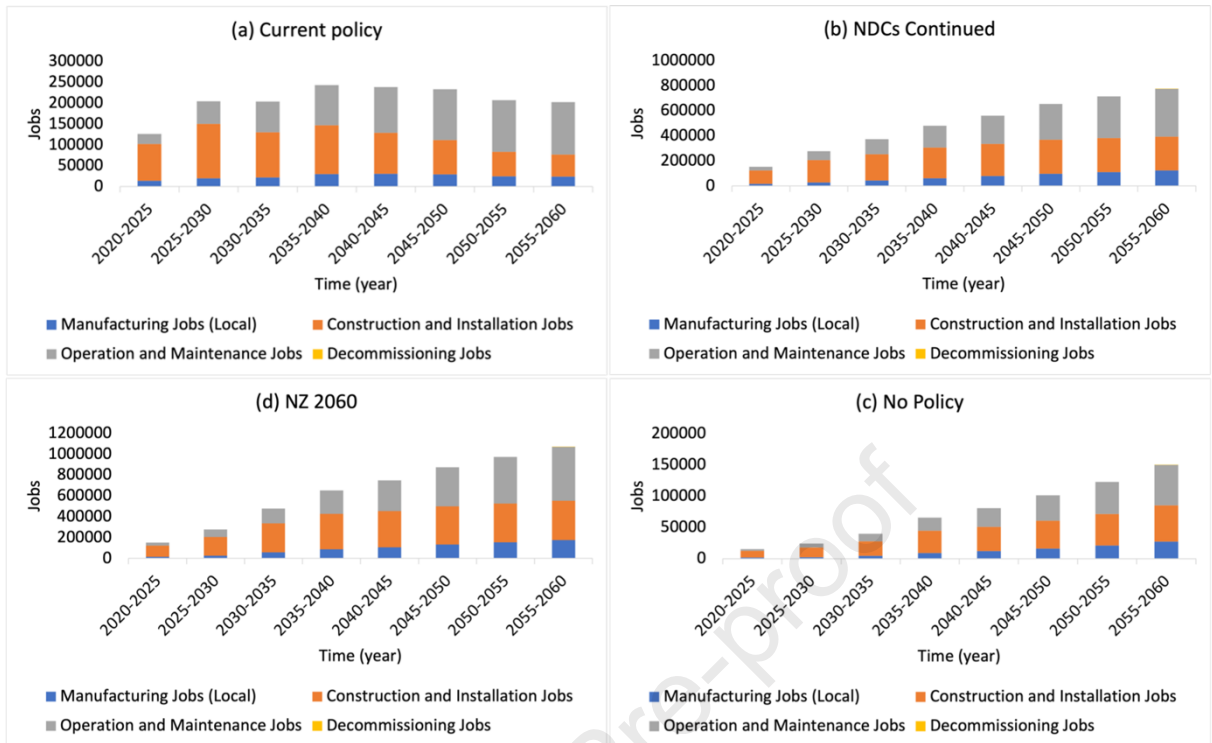 (a) Current policy
300000
250000
200000
150000
100000
50000
0
Jobs
2020-2025
2025-2030
2030-2035
2035-2040
2040-2045
2045-2050
2050-2055
2055-2060
Time (year)
Manufacturing Jobs (Local) Construction and Installation Jobs
Operation and Maintenance Jobs Decommissioning Jobs
(b) NDCs Continued
1000000
800000
600000
400000
200000
0
Jobs
2020-2025
2025-2030
2030-2035
2035-2040
2040-2045
2045-2050
2050-2055
2055-2060
Time (year)
Manufacturing Jobs (Local) Construction and Installation Jobs
Operation and Maintenance Jobs Decommissioning Jobs
(d) NZ 2060
1200000
1000000
800000
600000
400000
200000
0
Jobs
2020-2025
2025-2030
2030-2035
2035-2040
2040-2045
2045-2050
2050-2055
2055-2060
Time (year)
Manufacturing Jobs (Local) Construction and Installation Jobs
Operation and Maintenance Jobs Decommissioning Jobs
(c) No Policy
200000
150000
100000
50000
0
Jobs
2020-2025
2025-2030
2030-2035
2035-2040
2040-2045
2045-2050
2050-2055
2055-2060
Time (year)
Manufacturing Jobs (Local) Construction and Installation Jobs
Operation and Maintenance Jobs Decommissioning Jobs
re-proof